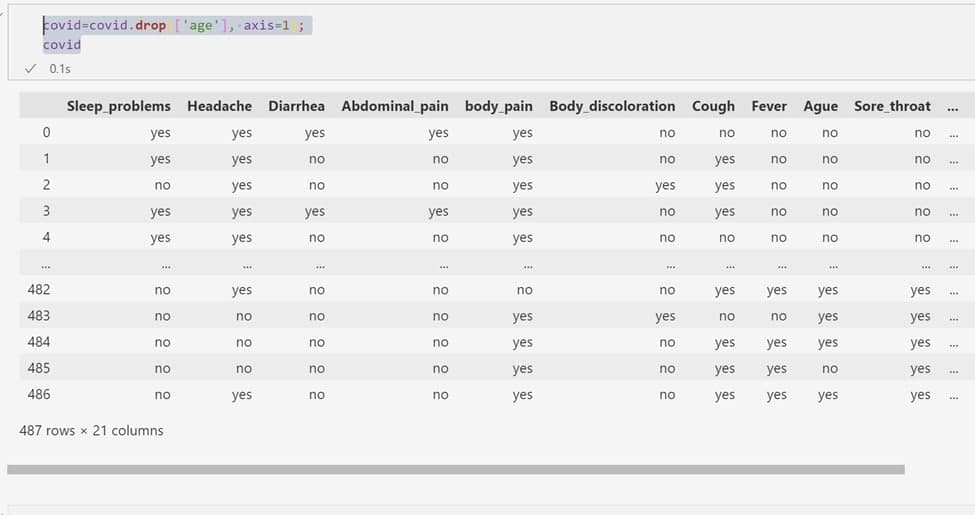 covid=covid.drop(['age'], axis=1);
covid
0.1s
Sleep_problems Headache Diarrhea Abdominal_pain body_pain Body_discoloration Cough Fever Ague Sore_throat ...
0 yes yes yes yes yes no no no no no ...
1 yes yes no no yes no yes no no no ...
2 no yes no no yes yes yes no no no ...
3 yes yes yes yes yes no yes no no no ...
4 yes yes no no yes no no no no no ...
... ... ... ... ... ... ... ... ... ... ... ...
482 no yes no no no no yes yes yes yes ...
483 no no no no yes yes no no yes yes ...
484 no no no no yes no yes yes yes yes ...
485 no no no no yes no yes yes no yes ...
486 no yes no no yes no yes yes yes yes ...
487 rows × 21 columns